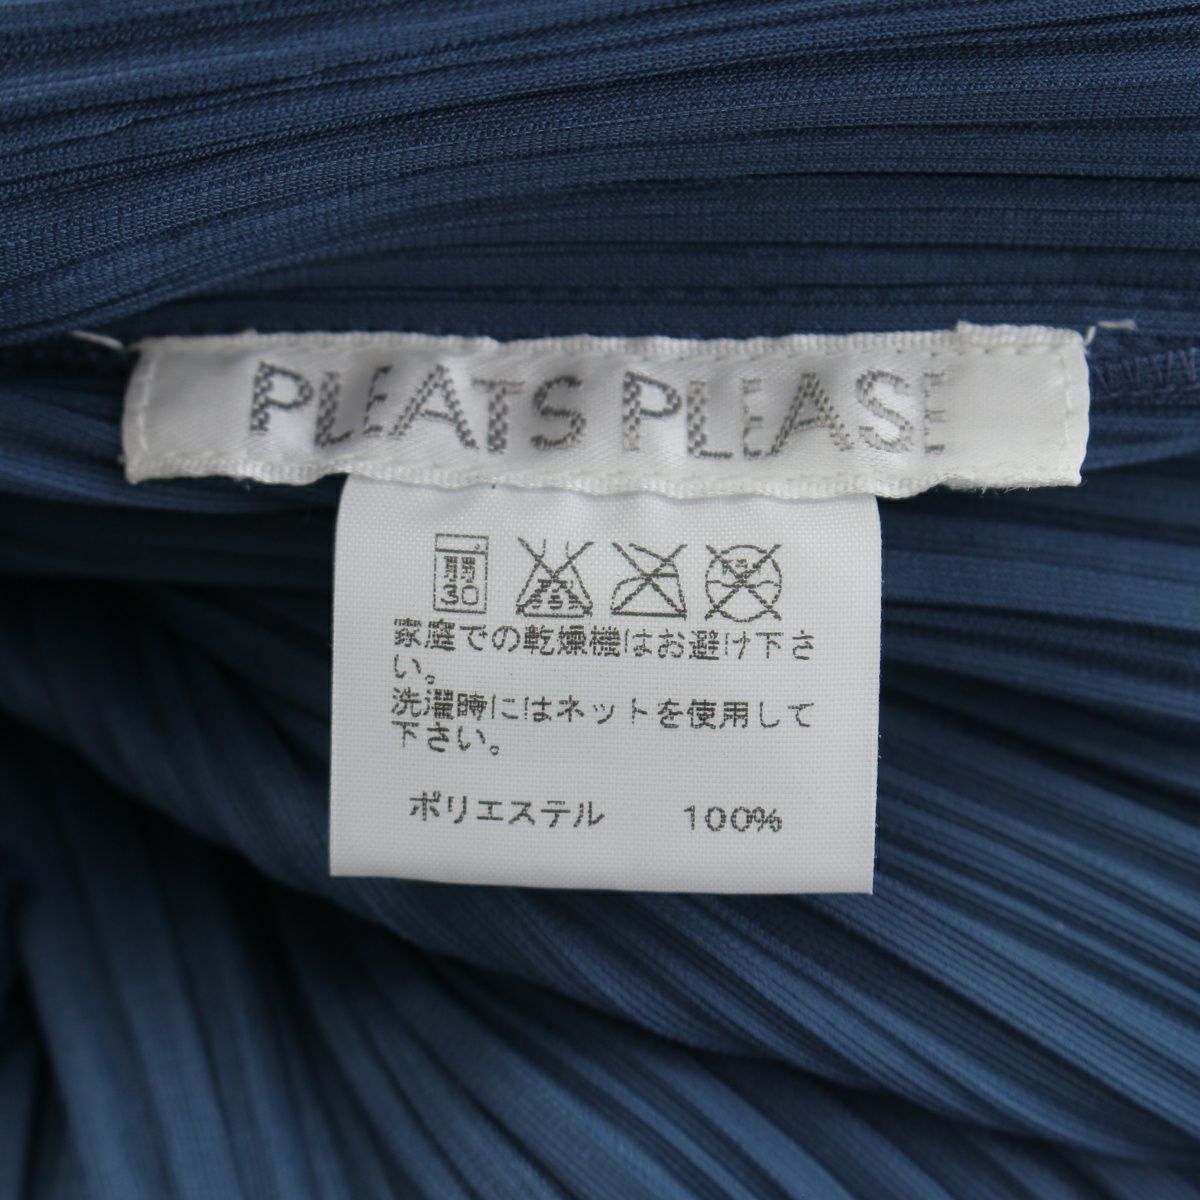 PLEATS PLEASE
30
家庭での乾燥機はお避け下さ
い。
洗濯時にはネットを使用して
下さい。
ポリエステル 100%